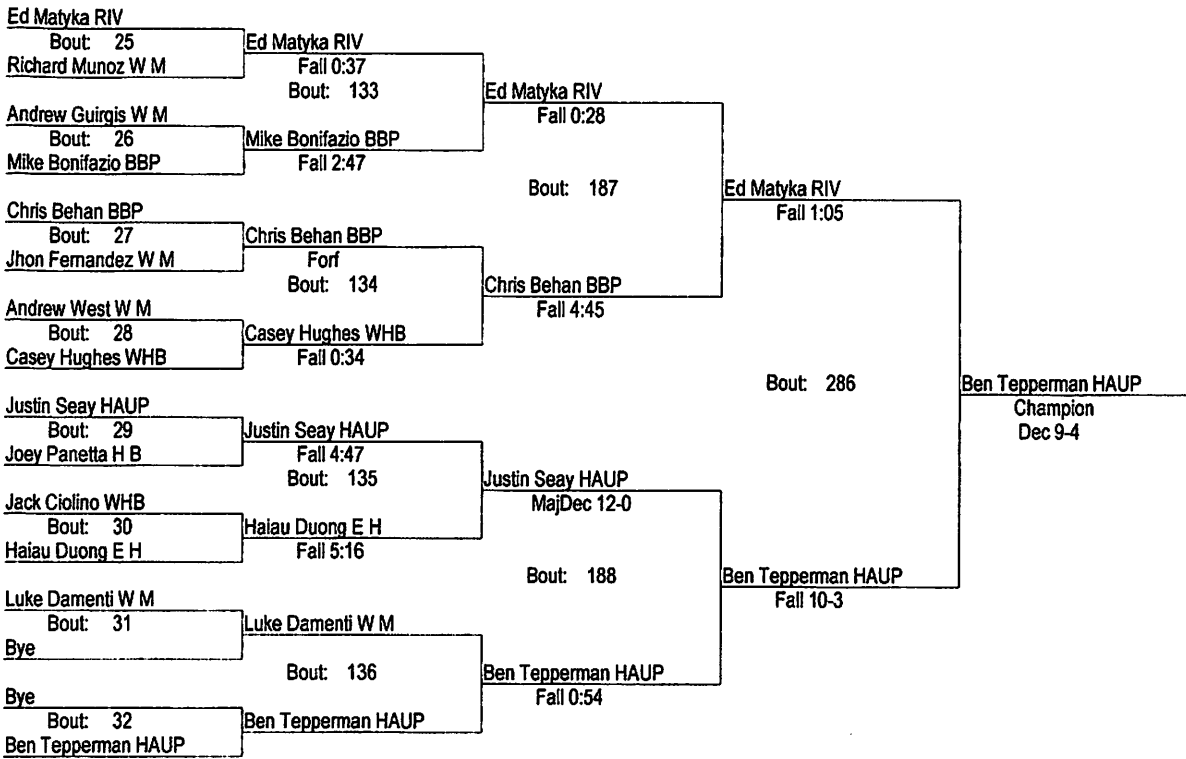 Ed Matyka RIV
Bout: 25
Richard Munoz W M
Ed Matyka RIV
Fall 0:37
Bout: 133
Andrew Guirgis W M
Bout: 26
Mike Bonifazio BBP
Mike Bonifazio BBP
Fall 2:47
Ed Matyka RIV
Fall 0:28
Bout: 187
Chris Behan BBP
Bout: 27
Jhon Fernandez W M
Chris Behan BBP
Forf
Bout: 134
Andrew West W M
Bout: 28
Casey Hughes WHB
Casey Hughes WHB
Fall 0:34
Chris Behan BBP
Fall 4:45
Ed Matyka RIV
Fall 1:05
Bout: 286
Justin Seay HAUP
Bout: 29
Joey Panetta H B
Justin Seay HAUP
Fall 4:47
Bout: 135
Jack Ciolino WHB
Bout: 30
Haiau Duong E H
Haiau Duong E H
Fall 5:16
Justin Seay HAUP
MajDec 12-0
Bout: 188
Luke Damenti W M
Bout: 31
Bye
Luke Damenti W M
Bout: 136
Bye
Bout: 32
Ben Tepperman HAUP
Ben Tepperman HAUP
Ben Tepperman HAUP
Fall 0:54
Ben Tepperman HAUP
Fall 10-3
Ben Tepperman HAUP
Champion
Dec 9-4